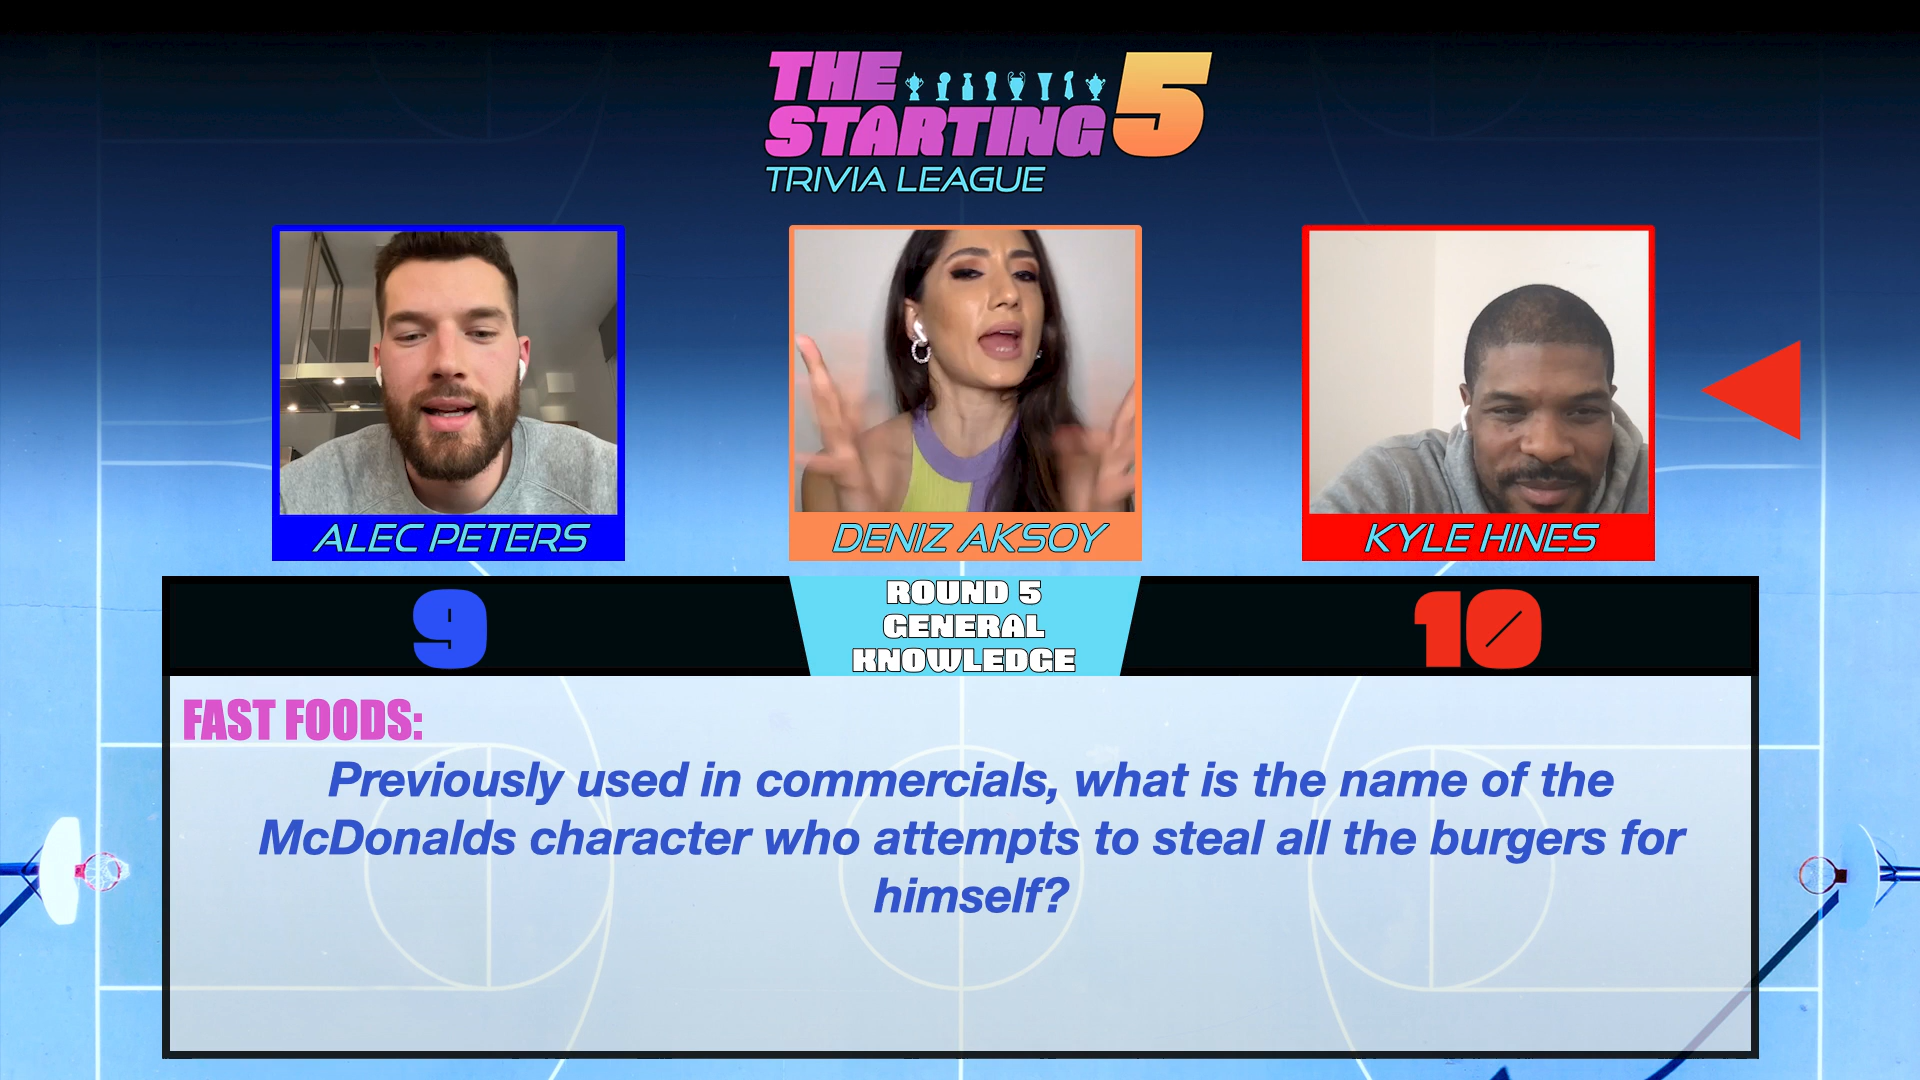 THE
STARTING 5
TRIVIA LEAGUE
ALEC PETERS
DENIZ AKSOY
KYLE HINES
9
ROUND 5
GENERAL
KNOWLEDGE
10
FAST FOODS:
Previously used in commercials, what is the name of the
McDonalds character who attempts to steal all the burgers for
himself?